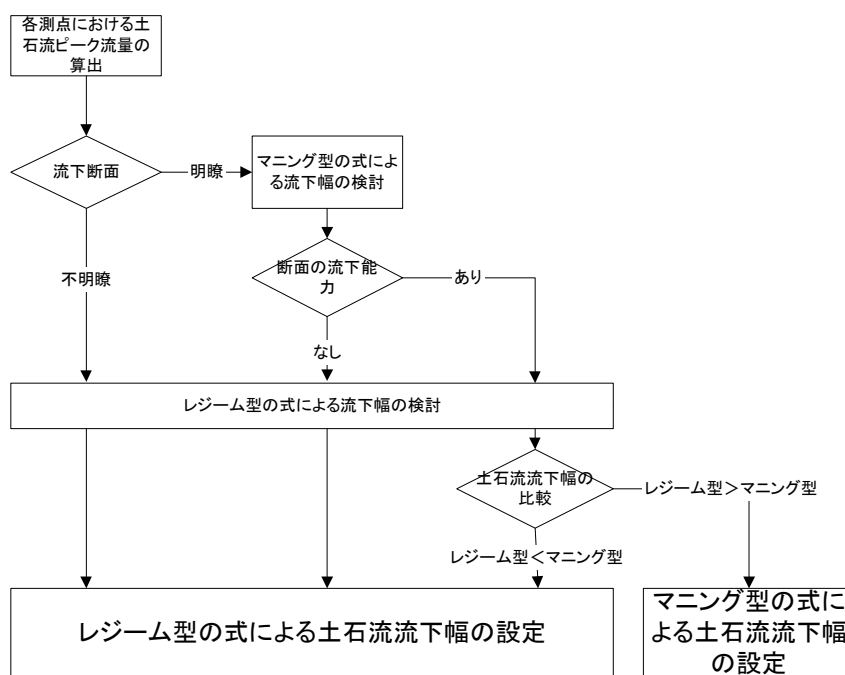 各測点における土
石流ピーク流量の
算出
流下断面
明瞭
マニング型の式によ
る流下幅の検討
不明瞭
断面の流下能
力
あり
なし
レジーム型の式による流下幅の検討
土石流流下幅の
比較
レジーム型＞マニング型
レジーム型＜マニング型
レジーム型の式による土石流流下幅の設定
マニング型の式に
よる土石流流下幅
の設定